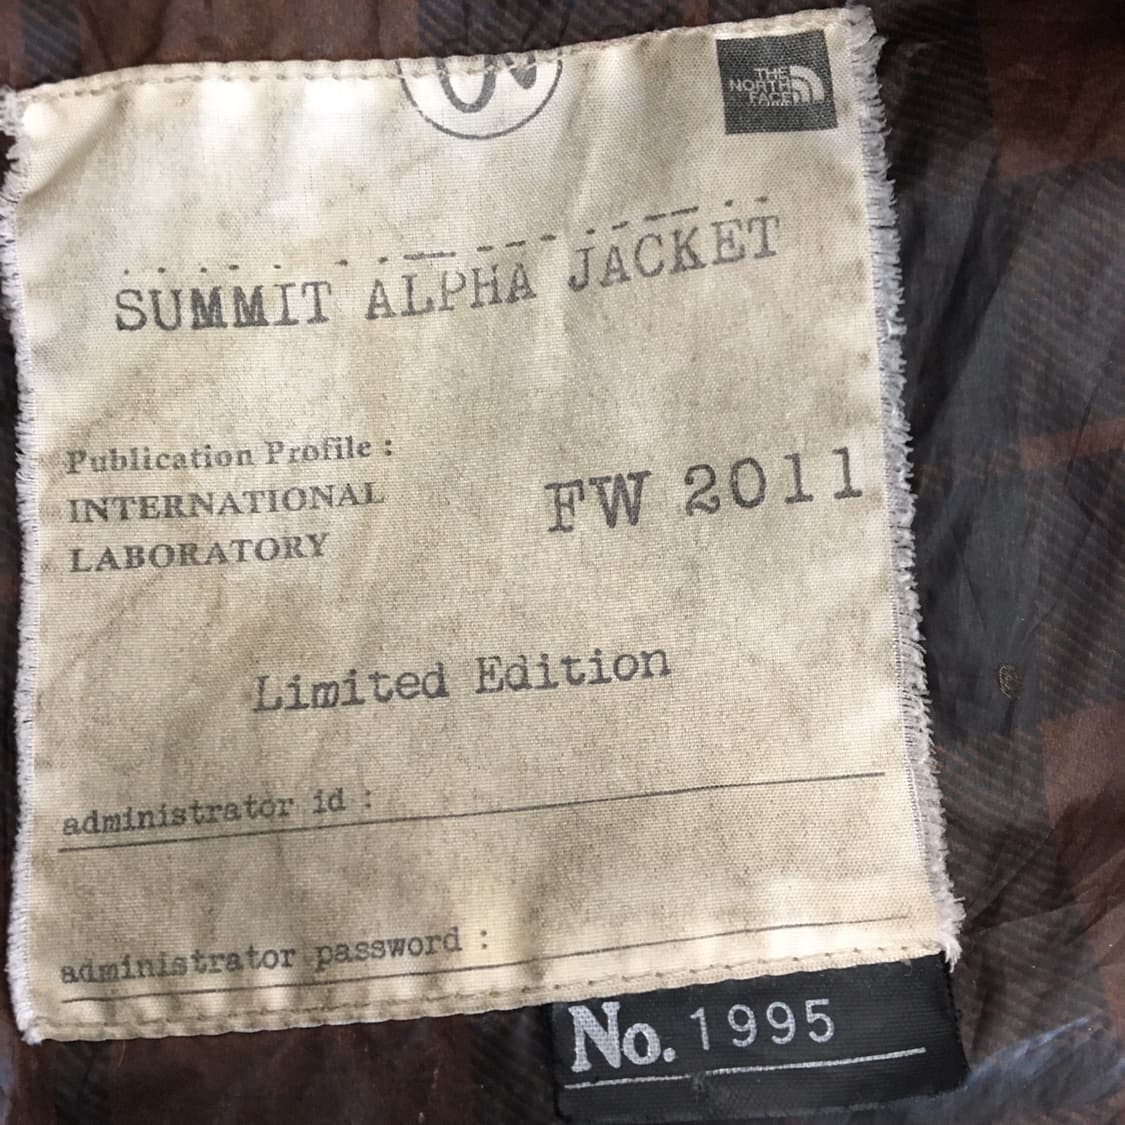 THE
NORTH
FACE
SUMMIT ALPHA JACKET
Publication Profile :
INTERNATIONAL
LABORATORY
FW 2011
Limited Edition
administrator id :
administrator password :
No. 1995